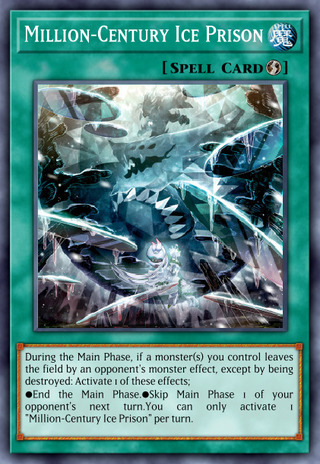 Million-Century Ice Prison 魔
[Spell Card]
During the Main Phase, if a monster(s) you control leaves
the field by an opponent's monster effect, except by being
destroyed: Activate 1 of these effects;
●End the Main Phase.●Skip Main Phase 1 of your
opponent's next turn.You can only activate 1
"Million-Century Ice Prison" per turn.